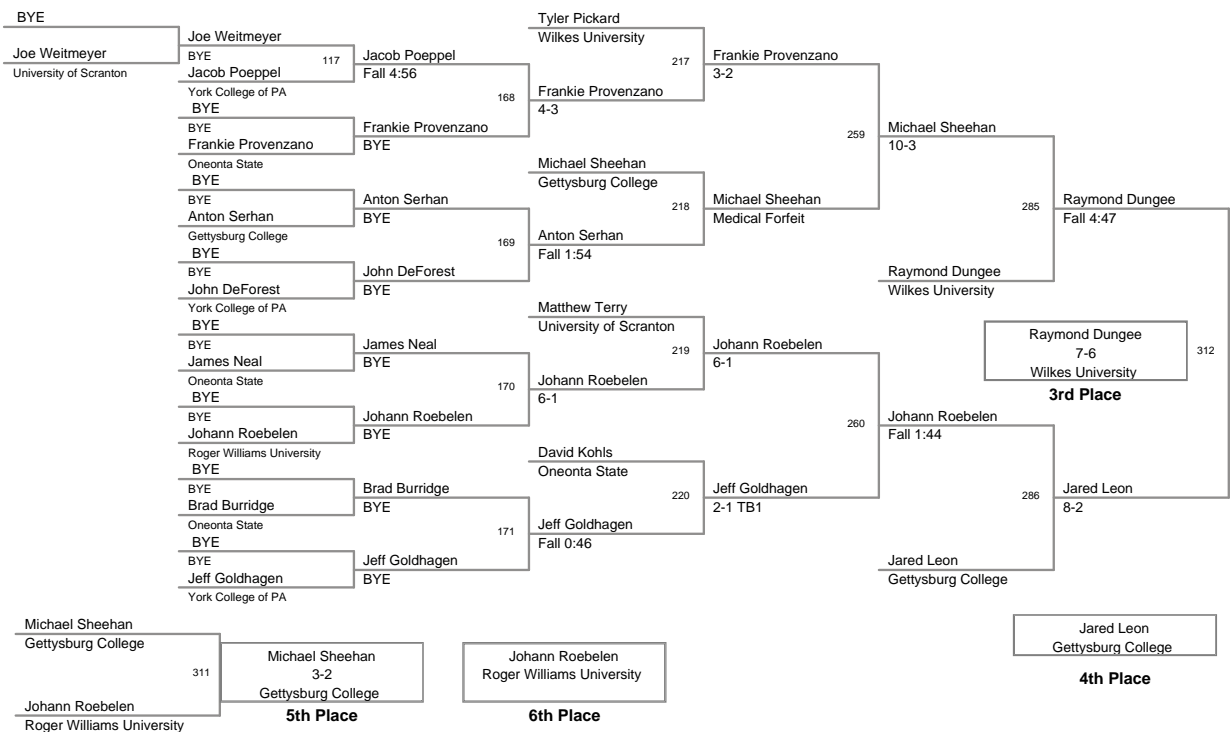 BYE
Joe Weitmeyer
University of Scranton
Joe Weitmeyer
BYE
Jacob Poeppel
York College of PA
117
BYE
BYE
Frankie Provenzano
Oneonta State
BYE
BYE
Anton Serhan
Gettysburg College
BYE
BYE
John DeForest
York College of PA
BYE
BYE
James Neal
Oneonta State
BYE
BYE
Johann Roebelen
Roger Williams University
BYE
BYE
Brad Burridge
Oneonta State
BYE
BYE
Jeff Goldhagen
York College of PA
Jacob Poeppel
Fall 4:56
168
Frankie Provenzano
BYE
Anton Serhan
BYE
169
John DeForest
BYE
James Neal
BYE
170
Johann Roebelen
BYE
Brad Burridge
BYE
171
Jeff Goldhagen
BYE
Tyler Pickard
Wilkes University
217
Frankie Provenzano
4-3
Michael Sheehan
Gettysburg College
218
Anton Serhan
Fall 1:54
Matthew Terry
University of Scranton
219
Johann Roebelen
6-1
David Kohls
Oneonta State
220
Jeff Goldhagen
Fall 0:46
Frankie Provenzano
3-2
259
Michael Sheehan
Medical Forfeit
Johann Roebelen
6-1
260
Jeff Goldhagen
2-1 TB1
Michael Sheehan
10-3
285
Raymond Dungee
Wilkes University
Johann Roebelen
Fall 1:44
286
Jared Leon
Gettysburg College
Raymond Dungee
Fall 4:47
312
Jared Leon
8-2
Raymond Dungee
7-6
Wilkes University
3rd Place
Jared Leon
Gettysburg College
4th Place
Michael Sheehan
Gettysburg College
311
Johann Roebelen
Roger Williams University
Michael Sheehan
3-2
Gettysburg College
5th Place
Johann Roebelen
Roger Williams University
6th Place